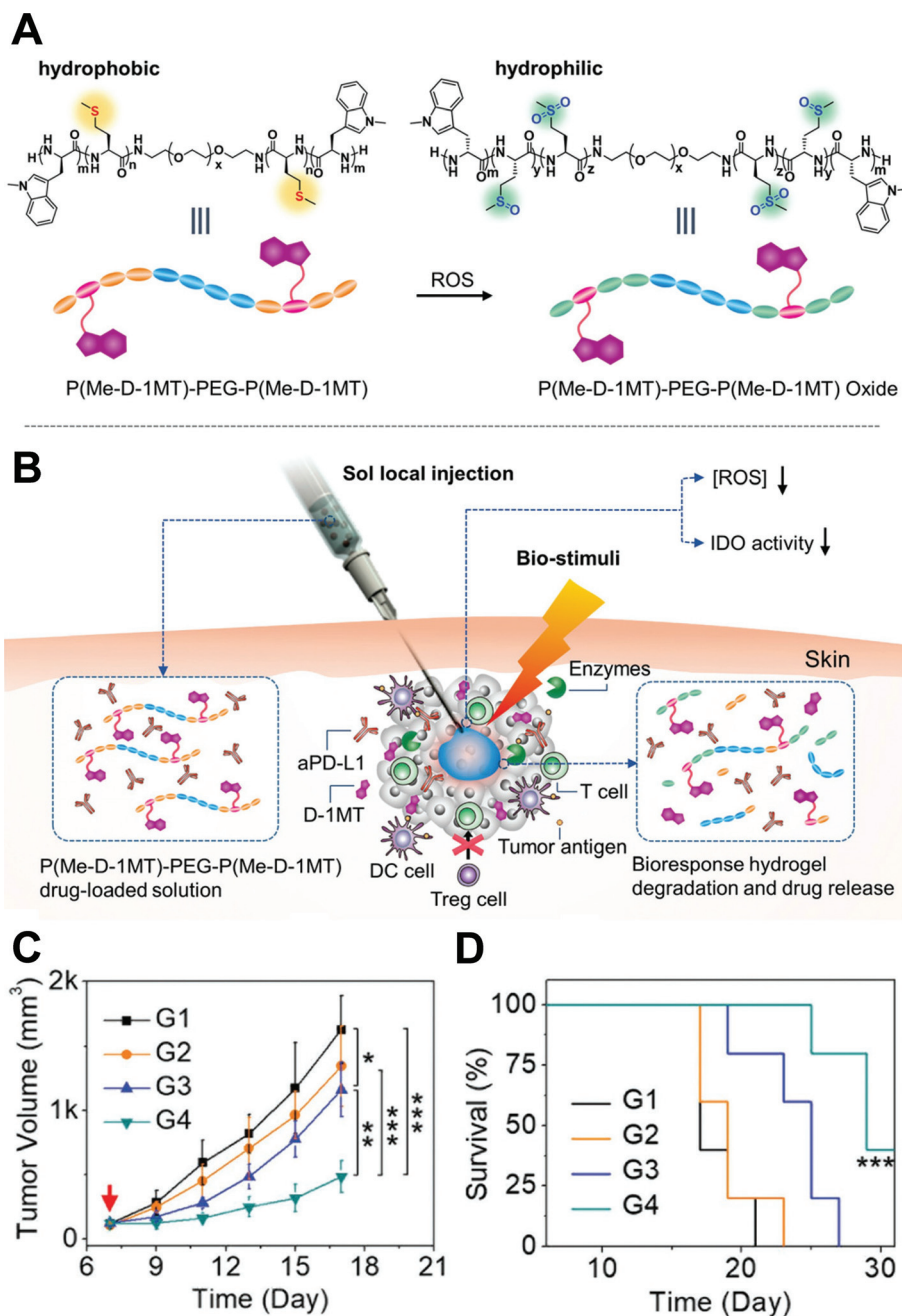 A
hydrophobic
hydrophilic
ROS
P(Me-D-1MT)-PEG-P(Me-D-1MT)
P(Me-D-1MT)-PEG-P(Me-D-1MT) Oxide
B
Sol local injection
[ROS] ↓
IDO activity ↓
Bio-stimuli
Skin
Enzymes
aPD-L1
D-1MT
T cell
Tumor antigen
DC cell
Treg cell
P(Me-D-1MT)-PEG-P(Me-D-1MT)
drug-loaded solution
Bioresponse hydrogel
degradation and drug release
C
Tumor Volume (mm³)
2k
1k
0
G1
G2
G3
G4
*
**
***
***
6 9 12 15 18 21
Time (Day)
D
Survival (%)
100
75
50
25
0
G1
G2
G3
G4
***
10 20 30
Time (Day)